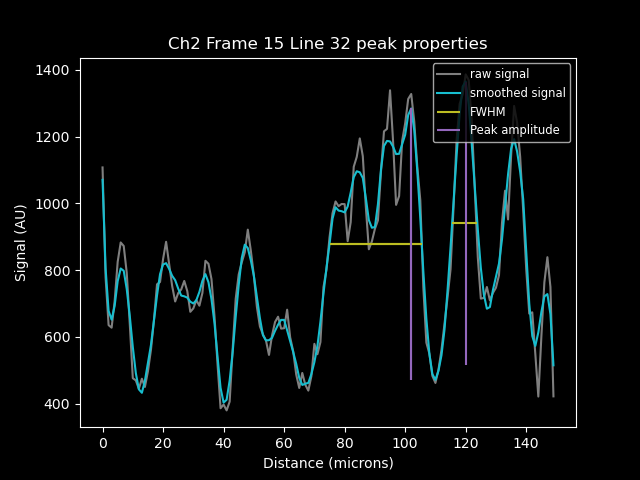 Ch2 Frame 15 Line 32 peak properties
raw signal
smoothed signal
FWHM
Peak amplitude
1400
1200
1000
800
600
400
Signal (AU)
0 20 40 60 80 100 120 140
Distance (microns)